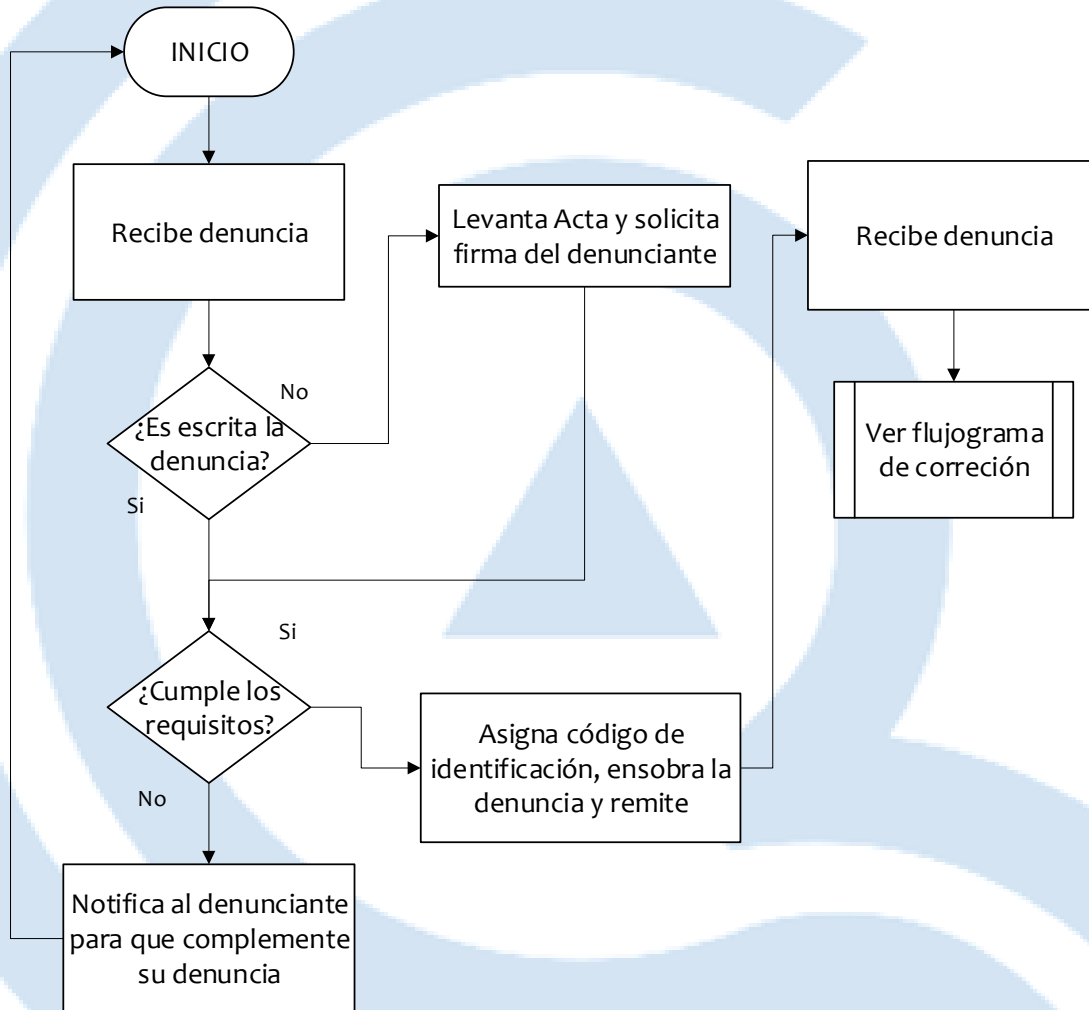 INICIO
Recibe denuncia
¿Es escrita la
denuncia?
No
Si
Levanta Acta y solicita
firma del denunciante
¿Cumple los
requisitos?
Si
No
Asigna código de
identificación, ensobra la
denuncia y remite
Notifica al denunciante
para que complemente
su denuncia
Recibe denuncia
Ver flujograma
de correción